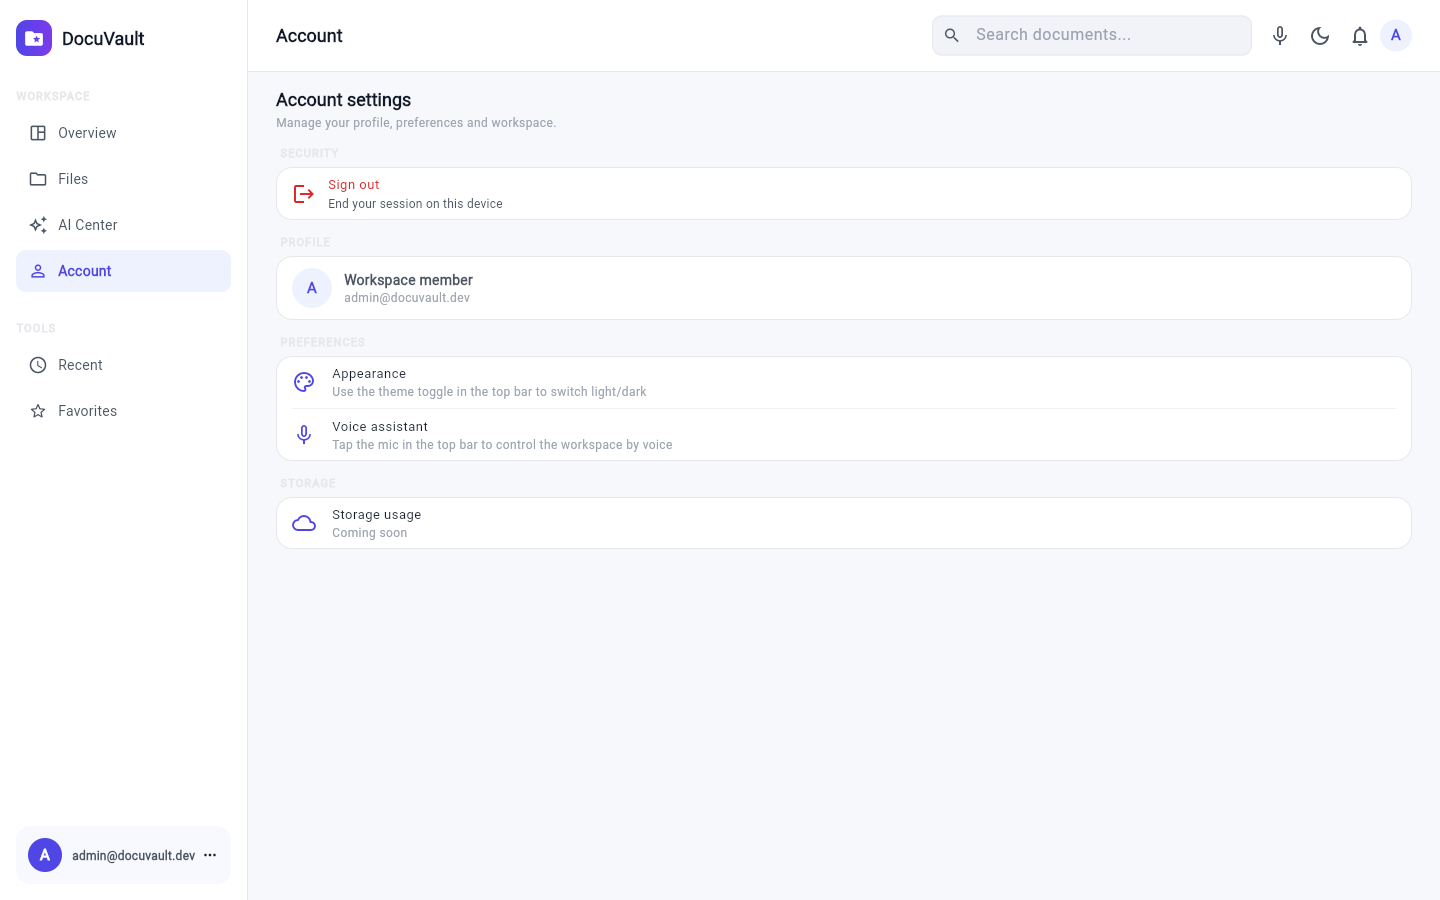 DocuVault
WORKSPACE
Overview
Files
AI Center
Account
TOOLS
Recent
Favorites
A
admin@docuvault.dev
Account
Search documents...
A
Account settings
Manage your profile, preferences and workspace.
SECURITY
Sign out
End your session on this device
PROFILE
A
Workspace member
admin@docuvault.dev
PREFERENCES
Appearance
Use the theme toggle in the top bar to switch light/dark
Voice assistant
Tap the mic in the top bar to control the workspace by voice
STORAGE
Storage usage
Coming soon